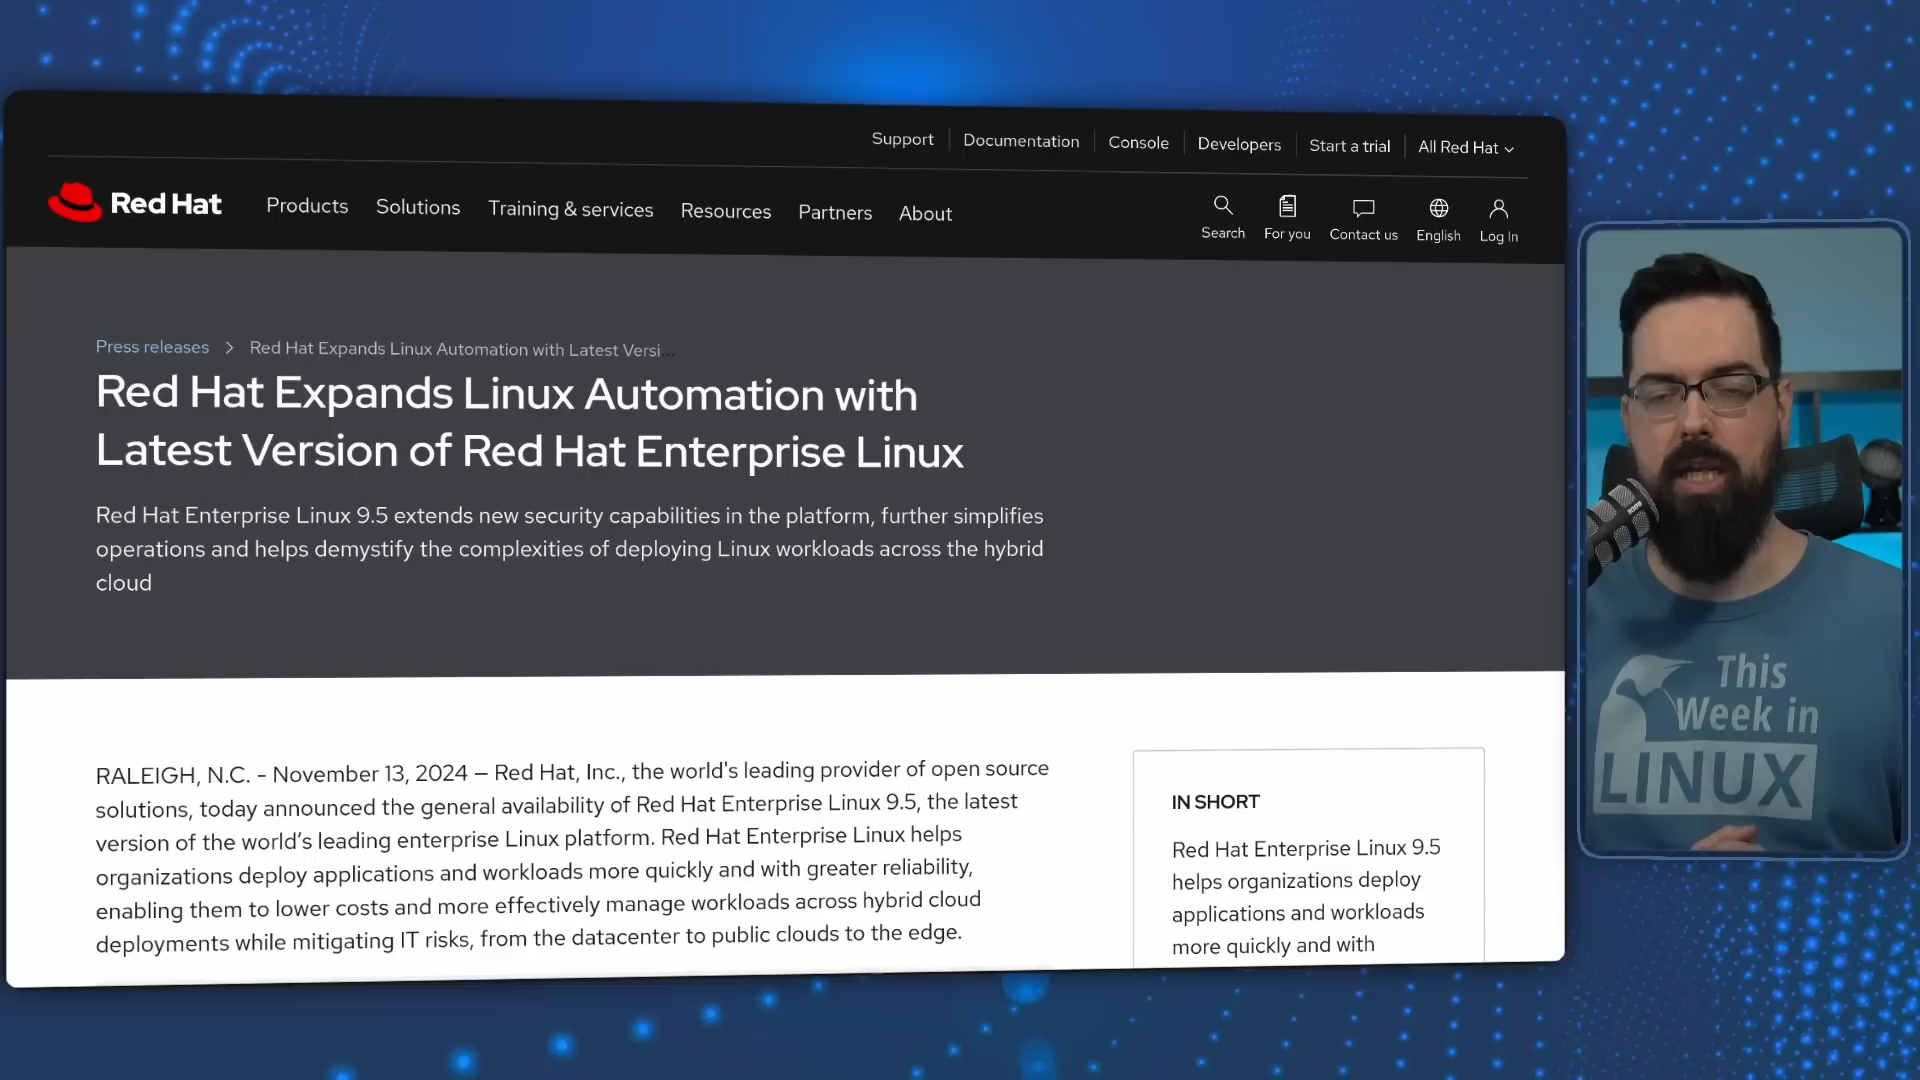 Support
Documentation
Console
Developers
Start a trial
All Red Hat
Red Hat
Products
Solutions
Training & services
Resources
Partners
About
Search
For you
Contact us
English
Log In
Press releases
Red Hat Expands Linux Automation with Latest Versi...
Red Hat Expands Linux Automation with
Latest Version of Red Hat Enterprise Linux
Red Hat Enterprise Linux 9.5 extends new security capabilities in the platform, further simplifies
operations and helps demystify the complexities of deploying Linux workloads across the hybrid
cloud
RALEIGH, N.C. - November 13, 2024 — Red Hat, Inc., the world's leading provider of open source
solutions, today announced the general availability of Red Hat Enterprise Linux 9.5, the latest
version of the world’s leading enterprise Linux platform. Red Hat Enterprise Linux helps
organizations deploy applications and workloads more quickly and with greater reliability,
enabling them to lower costs and more effectively manage workloads across hybrid cloud
deployments while mitigating IT risks, from the datacenter to public clouds to the edge.
IN SHORT
Red Hat Enterprise Linux 9.5
helps organizations deploy
applications and workloads
more quickly and with
This
Week in
LINUX